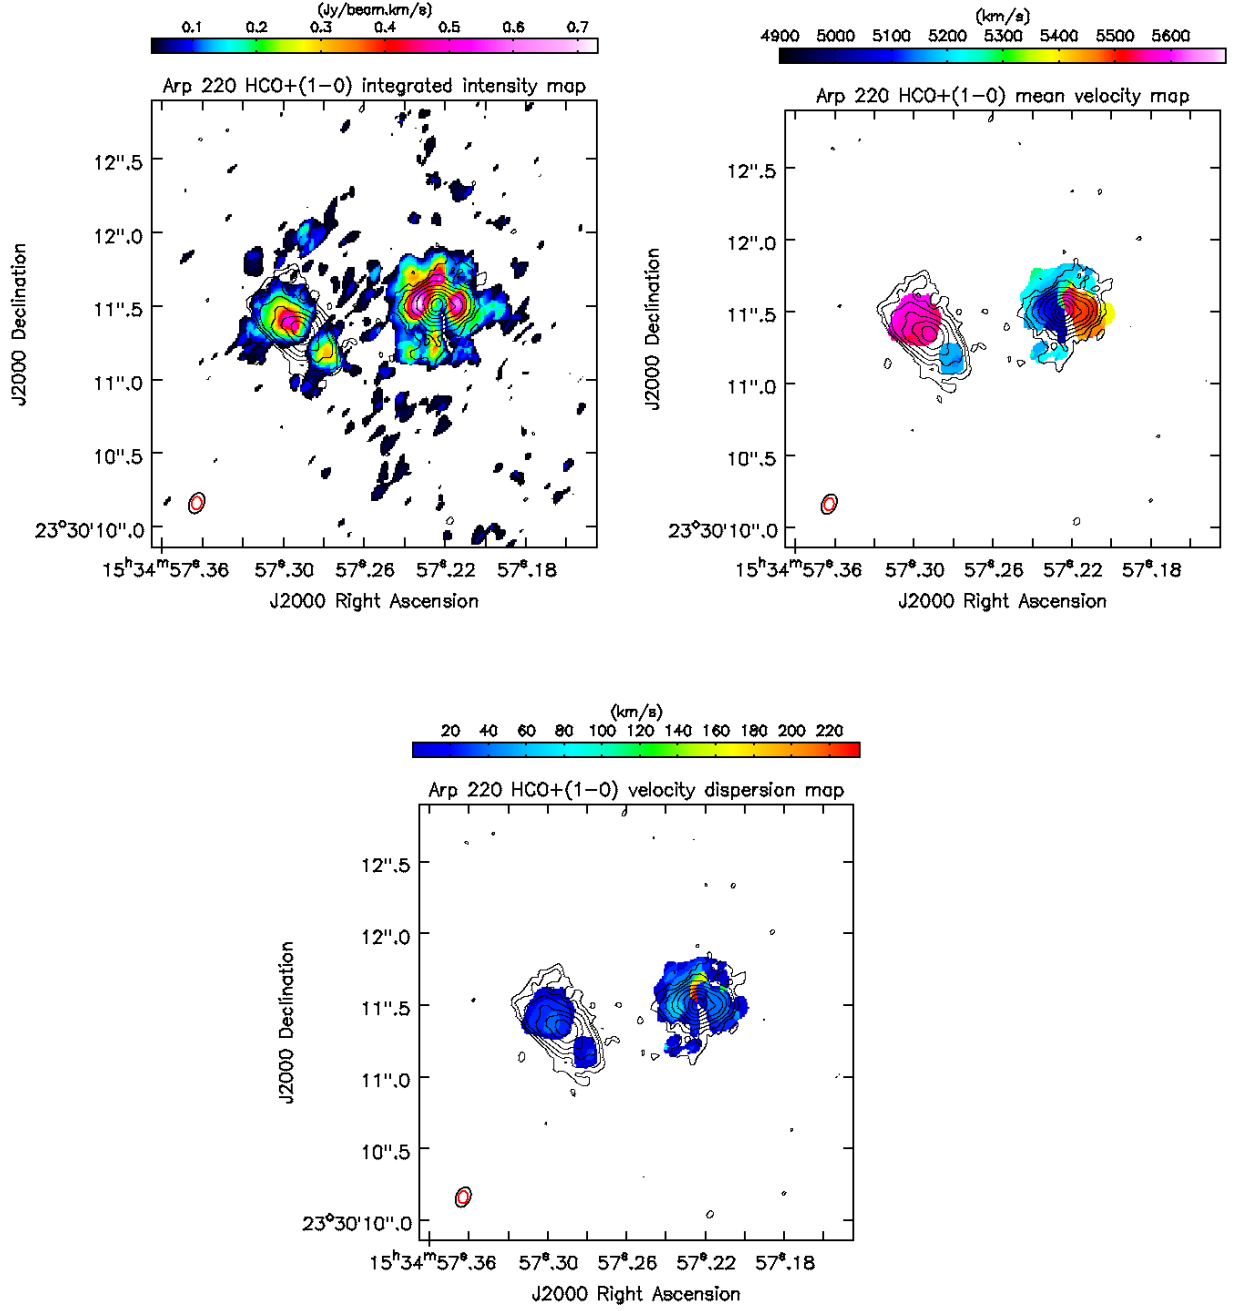 (Jy/beam.km/s)
0.1 0.2 0.3 0.4 0.5 0.6 0.7
Arp 220 HCO+(1-0) integrated intensity map
12".5
12".0
11".5
11".0
10".5
23°30'10".0
J2000 Declination
15ʰ34ᵐ57ˢ.36 57ˢ.30 57ˢ.26 57ˢ.22 57ˢ.18
J2000 Right Ascension
(km/s)
4900 5000 5100 5200 5300 5400 5500 5600
Arp 220 HCO+(1-0) mean velocity map
12".5
12".0
11".5
11".0
10".5
23°30'10".0
J2000 Declination
15ʰ34ᵐ57ˢ.36 57ˢ.30 57ˢ.26 57ˢ.22 57ˢ.18
J2000 Right Ascension
(km/s)
20 40 60 80 100 120 140 160 180 200 220
Arp 220 HCO+(1-0) velocity dispersion map
12".5
12".0
11".5
11".0
10".5
23°30'10".0
J2000 Declination
15ʰ34ᵐ57ˢ.36 57ˢ.30 57ˢ.26 57ˢ.22 57ˢ.18
J2000 Right Ascension